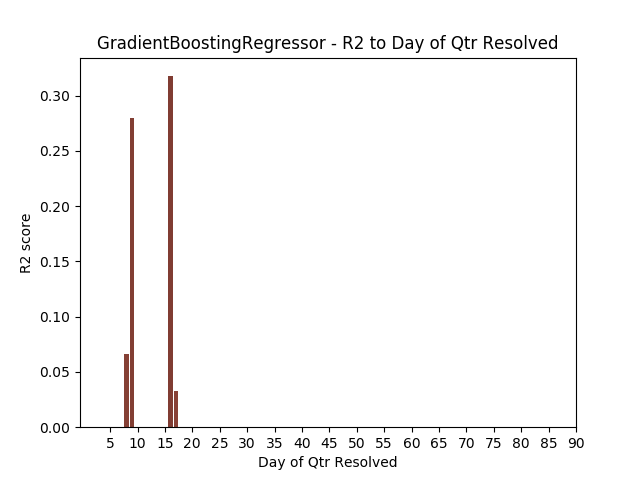 GradientBoostingRegressor - R2 to Day of Qtr Resolved
R2 score
0.30
0.25
0.20
0.15
0.10
0.05
0.00
5 10 15 20 25 30 35 40 45 50 55 60 65 70 75 80 85 90
Day of Qtr Resolved